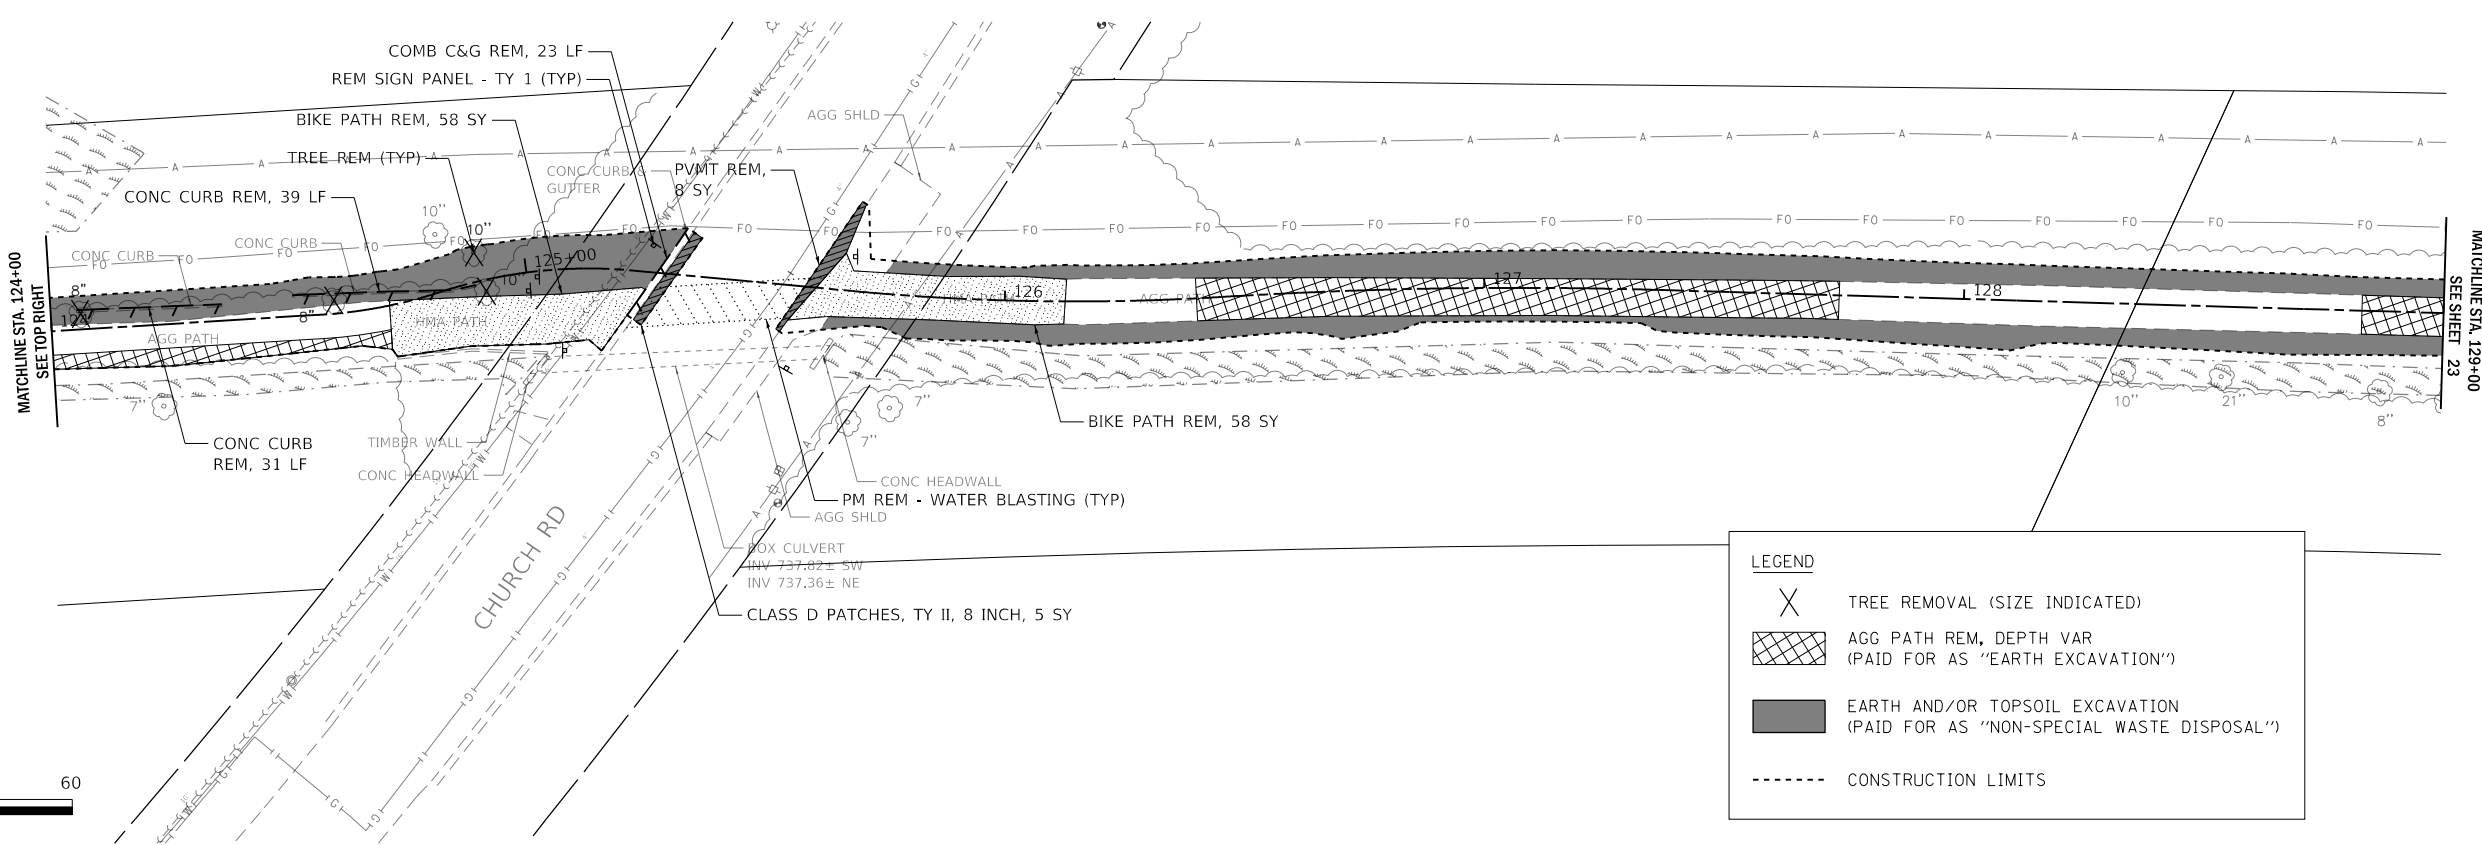 COMB C&G REM, 23 LF
REM SIGN PANEL - TY 1 (TYP)
BIKE PATH REM, 58 SY
TREE REM (TYP)
CONC CURB REM, 39 LF
CONC CURB &
GUTTER
PVMT REM,
8 SY
AGG SHLD
MATCHLINE STA. 124+00
SEE TOP RIGHT
CONC CURB
CONC CURB
10''
10''
10''
8''
8''
125+00
126
127
128
AGG PATH
HMA PATH
AGG PATH
MATCHLINE STA. 129+00
SEE SHEET 23
7''
CONC CURB
REM, 31 LF
TIMBER WALL
CONC HEADWALL
7''
7''
BIKE PATH REM, 58 SY
10''
21''
8''
CONC HEADWALL
PM REM - WATER BLASTING (TYP)
AGG SHLD
BOX CULVERT
INV 737.82± SW
INV 737.36± NE
CLASS D PATCHES, TY II, 8 INCH, 5 SY
CHURCH RD
60
LEGEND
TREE REMOVAL (SIZE INDICATED)
AGG PATH REM, DEPTH VAR
(PAID FOR AS "EARTH EXCAVATION")
EARTH AND/OR TOPSOIL EXCAVATION
(PAID FOR AS "NON-SPECIAL WASTE DISPOSAL")
CONSTRUCTION LIMITS